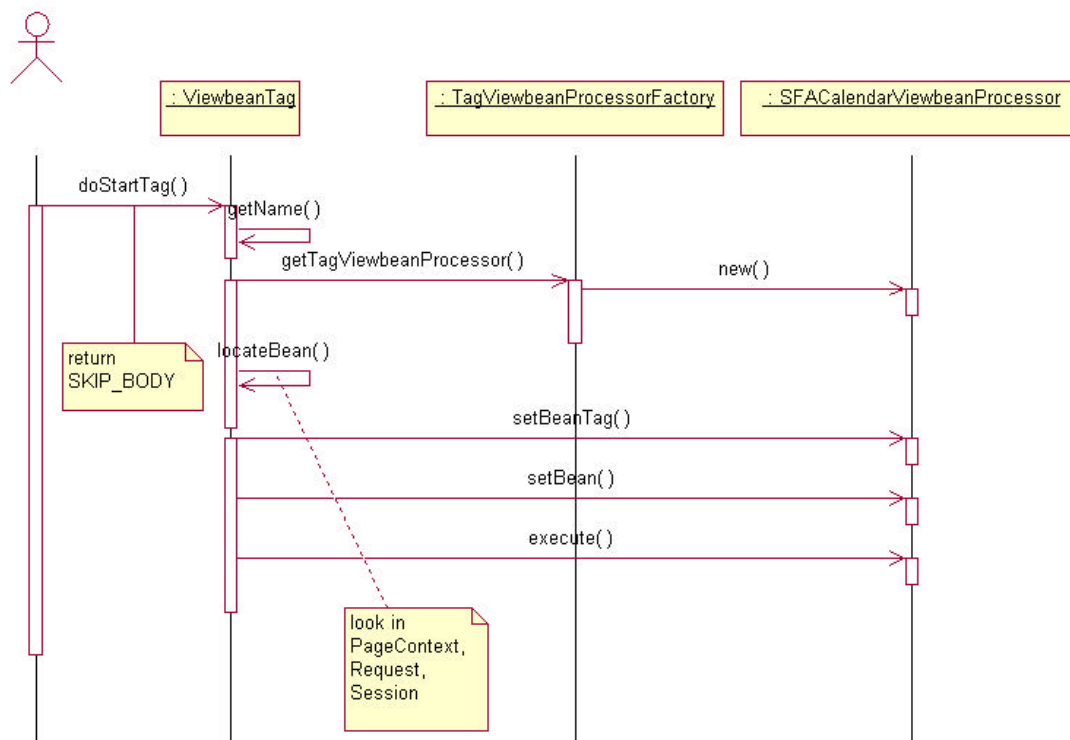 : ViewbeanTag
: TagViewbeanProcessorFactory
: SFACalendarViewbeanProcessor
doStartTag( )
getName( )
getTagViewbeanProcessor( )
new( )
return
SKIP_BODY
locateBean( )
setBeanTag( )
setBean( )
execute( )
look in
PageContext,
Request,
Session